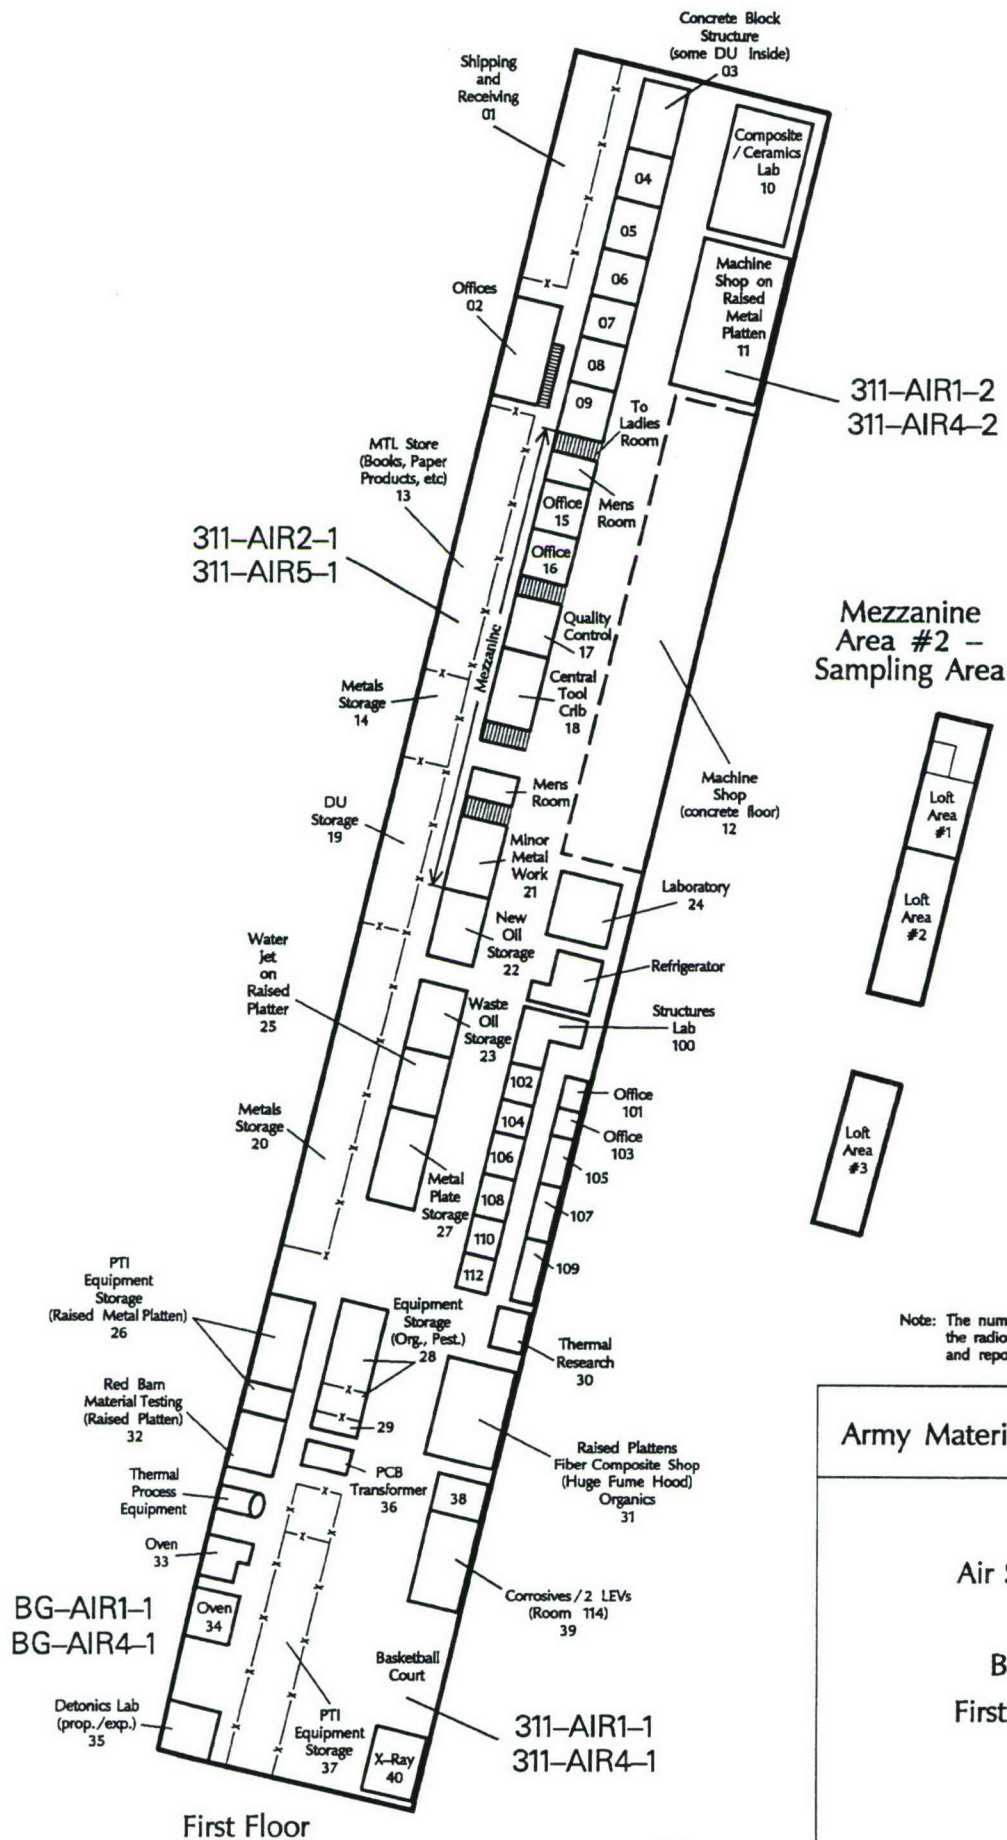 Concrete Block
Structure
(some DU inside)
03
Shipping
and
Receiving
01
Composite
/Ceramics
Lab
10
04
05
06
07
08
09
Machine
Shop on
Raised
Metal
Platten
11
Offices
02
311-AIR1-2
311-AIR4-2
To
Ladies
Room
MTL Store
(Books, Paper
Products, etc)
13
Mens
Room
Office
15
Office
16
311-AIR2-1
311-AIR5-1
Mezzanine
Quality
Control
17
Central
Tool
Crib
18
Metals
Storage
14
Mezzanine
Area #2 –
Sampling Area
Loft
Area
#1
Loft
Area
#2
Loft
Area
#3
Machine
Shop
(concrete floor)
12
DU
Storage
19
Mens
Room
Minor
Metal
Work
21
New
Oil
Storage
22
Laboratory
24
Refrigerator
Water
jet
on
Raised
Platter
25
Waste
Oil
Storage
23
Structures
Lab
100
102
104
106
108
110
112
Office
101
Office
103
105
107
109
Metals
Storage
20
Metal
Plate
Storage
27
PTI
Equipment
Storage
(Raised Metal Platten)
26
Equipment
Storage
(Org., Pest.)
28
29
Thermal
Research
30
Note: The num
the radio
and repo
Red Barn
Material Testing
(Raised Platten)
32
Raised Plattens
Fiber Composite Shop
(Huge Fume Hood)
Organics
31
PCB
Transformer
36
38
Thermal
Process
Equipment
Oven
33
Oven
34
Corrosives/2 LEVs
(Room 114)
39
BG-AIR1-1
BG-AIR4-1
Basketball
Court
Detonics Lab
(prop./exp.)
35
PTI
Equipment
Storage
37
X-Ray
40
311-AIR1-1
311-AIR4-1
First Floor
Army Materi
Air S
B
First